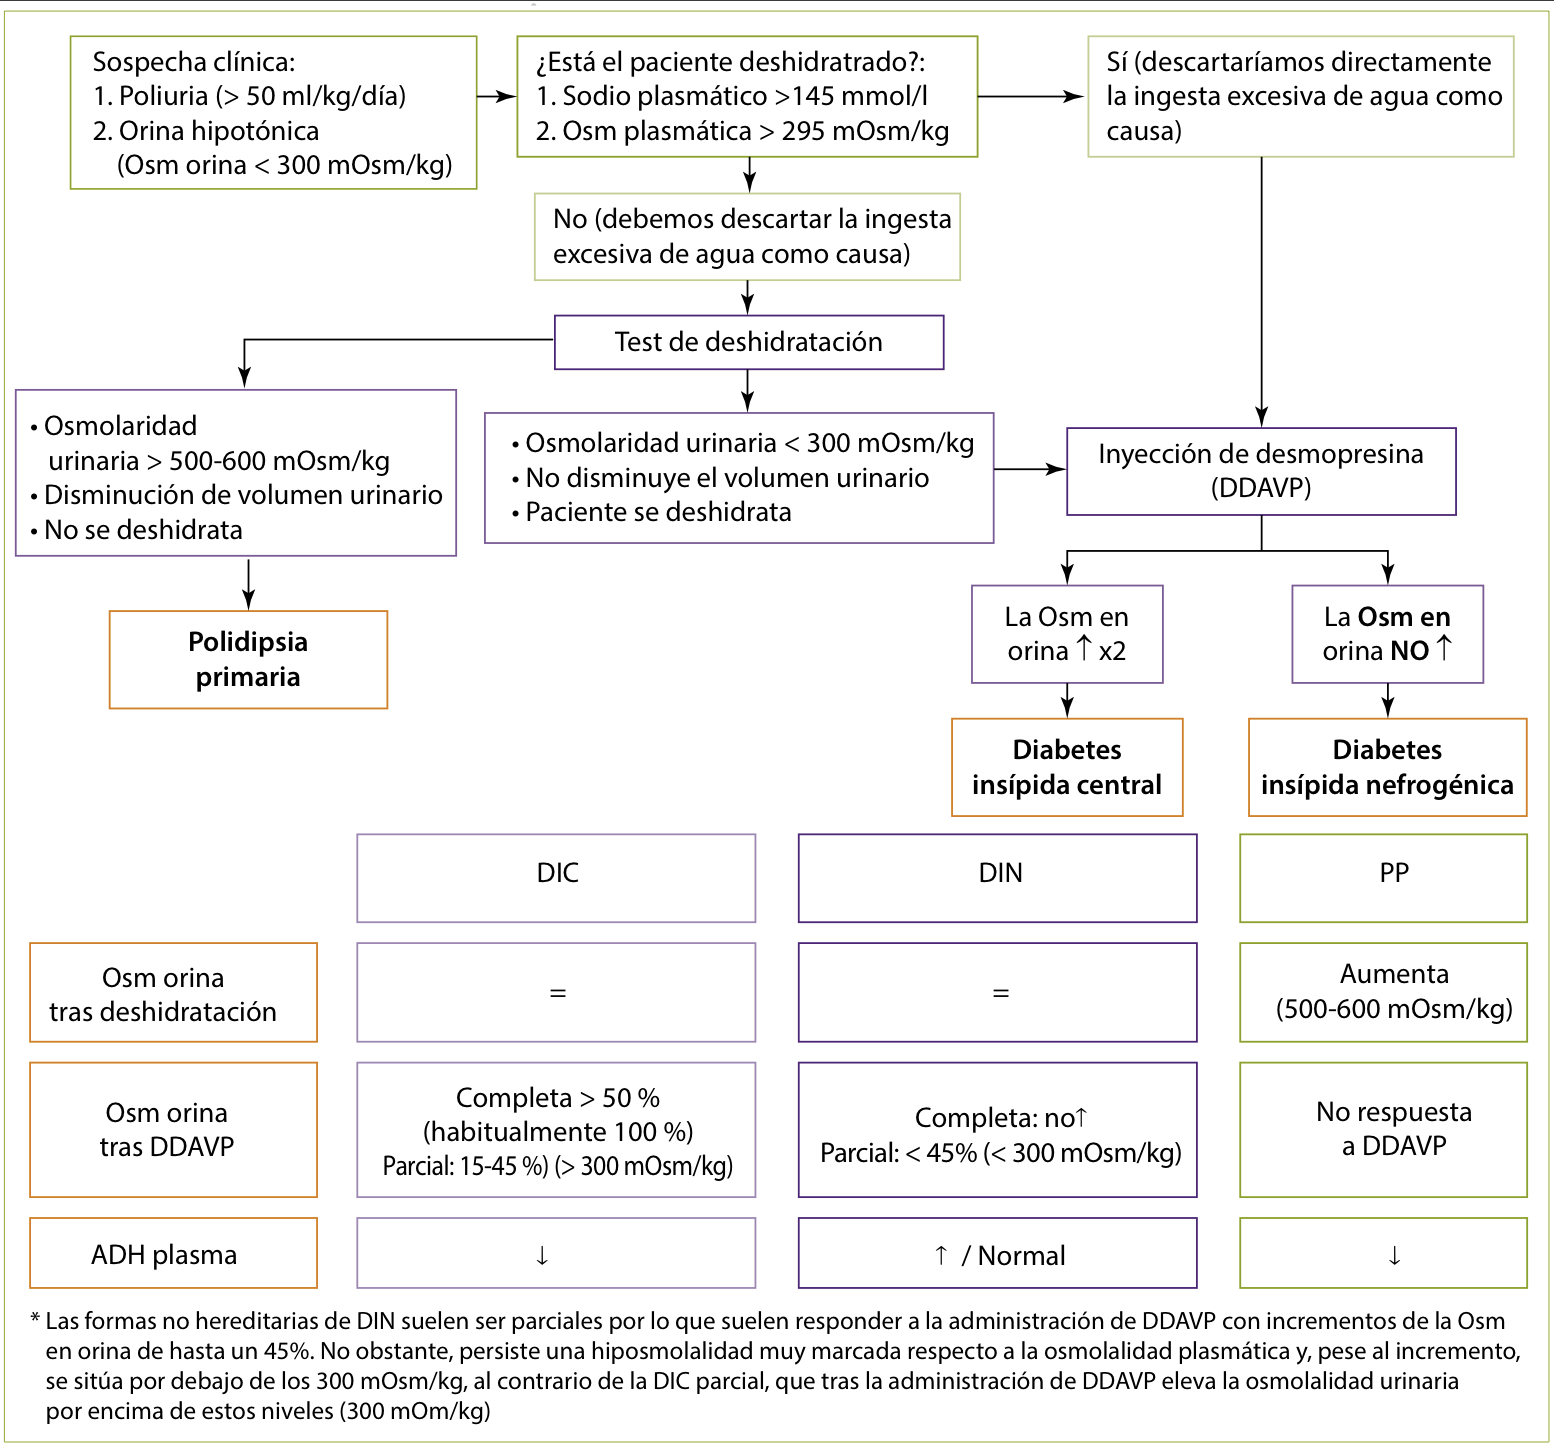 Sospecha clínica:
1. Poliuria (> 50 ml/kg/día)
2. Orina hipotónica
(Osm orina < 300 mOsm/kg)
¿Está el paciente deshidratrado?:
1. Sodio plasmático >145 mmol/l
2. Osm plasmática > 295 mOsm/kg
Sí (descartaríamos directamente
la ingesta excesiva de agua como
causa)
No (debemos descartar la ingesta
excesiva de agua como causa)
Test de deshidratación
• Osmolaridad
urinaria > 500-600 mOsm/kg
• Disminución de volumen urinario
• No se deshidrata
• Osmolaridad urinaria < 300 mOsm/kg
• No disminuye el volumen urinario
• Paciente se deshidrata
Inyección de desmopresina
(DDAVP)
Polidipsia
primaria
La Osm en
orina ↑ x2
La Osm en
orina NO ↑
Diabetes
insípida central
Diabetes
insípida nefrogénica
DIC
DIN
PP
Osm orina
tras deshidratación
=
=
Aumenta
(500-600 mOsm/kg)
Osm orina
tras DDAVP
Completa > 50 %
(habitualmente 100 %)
Parcial: 15-45 %) (> 300 mOsm/kg)
Completa: no↑
Parcial: < 45% (< 300 mOsm/kg)
No respuesta
a DDAVP
ADH plasma
↓
↑ / Normal
↓
* Las formas no hereditarias de DIN suelen ser parciales por lo que suelen responder a la administración de DDAVP con incrementos de la Osm
en orina de hasta un 45%. No obstante, persiste una hiposmolalidad muy marcada respecto a la osmolalidad plasmática y, pese al incremento,
se sitúa por debajo de los 300 mOsm/kg, al contrario de la DIC parcial, que tras la administración de DDAVP eleva la osmolalidad urinaria
por encima de estos niveles (300 mOm/kg)